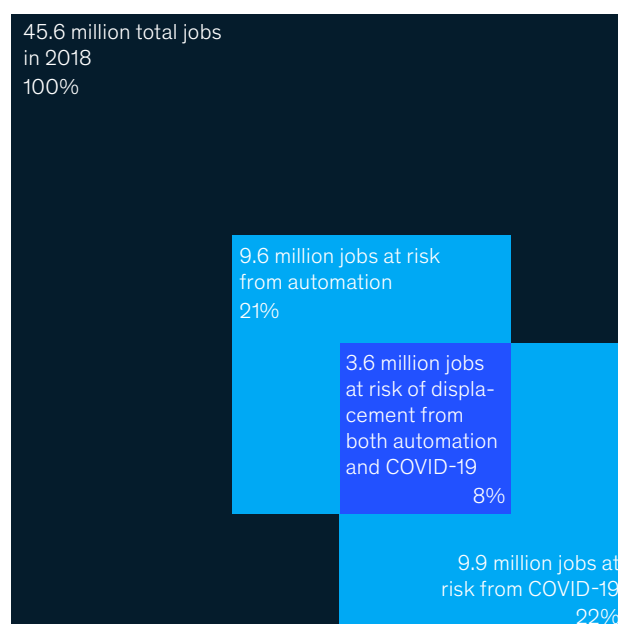 45.6 million total jobs
in 2018
100%
9.6 million jobs at risk
from automation
21%
3.6 million jobs
at risk of displa-
cement from
both automation
and COVID-19
8%
9.9 million jobs at
risk from COVID-19
22%